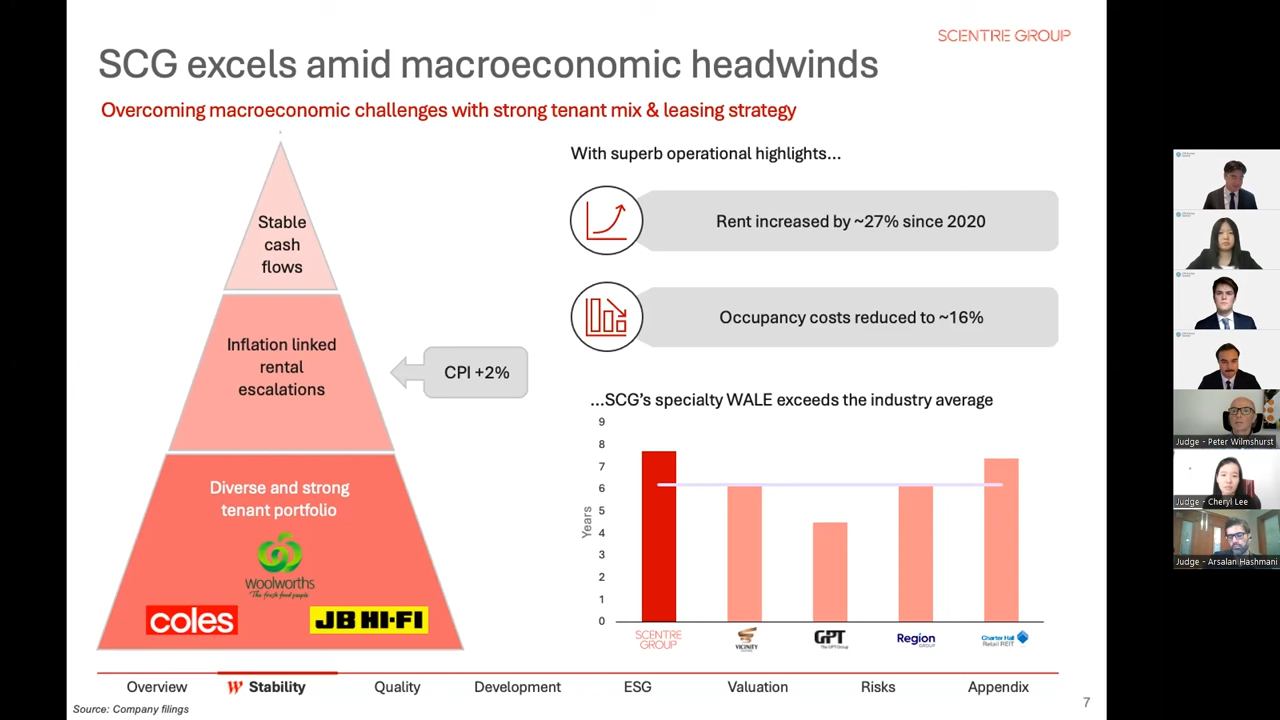 SCENTRE GROUP
SCG excels amid macroeconomic headwinds
Overcoming macroeconomic challenges with strong tenant mix & leasing strategy
Stable
cash
flows
Inflation linked
rental
escalations
CPI +2%
Diverse and strong
tenant portfolio
woolworths
"The fresh food people"
coles
JB HI-FI
With superb operational highlights...
Rent increased by ~27% since 2020
Occupancy costs reduced to ~16%
...SCG's specialty WALE exceeds the industry average
Years
9
8
7
6
5
4
3
2
1
0
SCENTRE
GROUP
VICINITY
GPT
The GPT Group
Region
GROUP
Charter Hall
Retail REIT
Overview
Stability
Quality
Development
ESG
Valuation
Risks
Appendix
Source: Company filings
7
Judge - Peter Wilmshurst
Judge - Cheryl Lee
Judge - Arsalan Hashmani